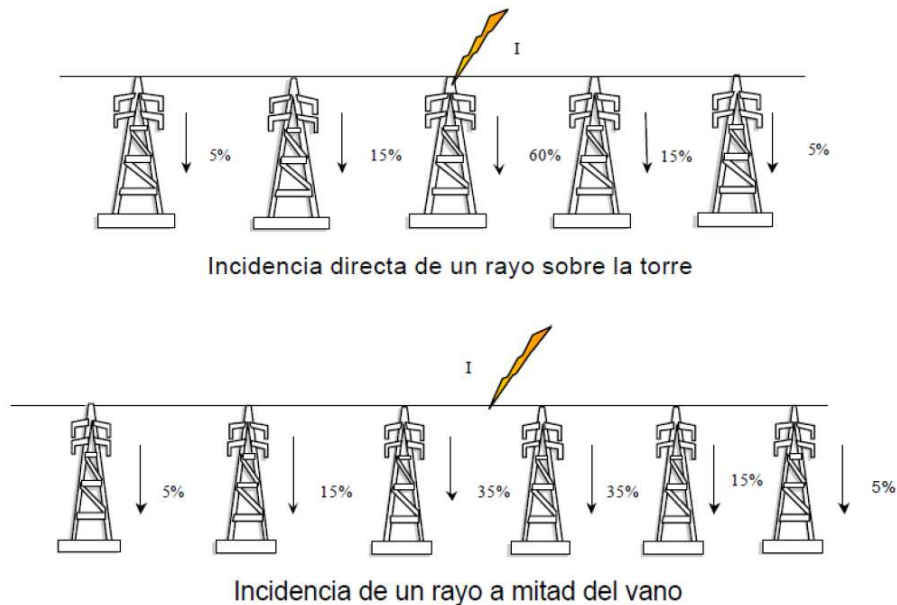 I
5% 15% 60% 15% 5%
Incidencia directa de un rayo sobre la torre
I
5% 15% 35% 35% 15% 5%
Incidencia de un rayo a mitad del vano